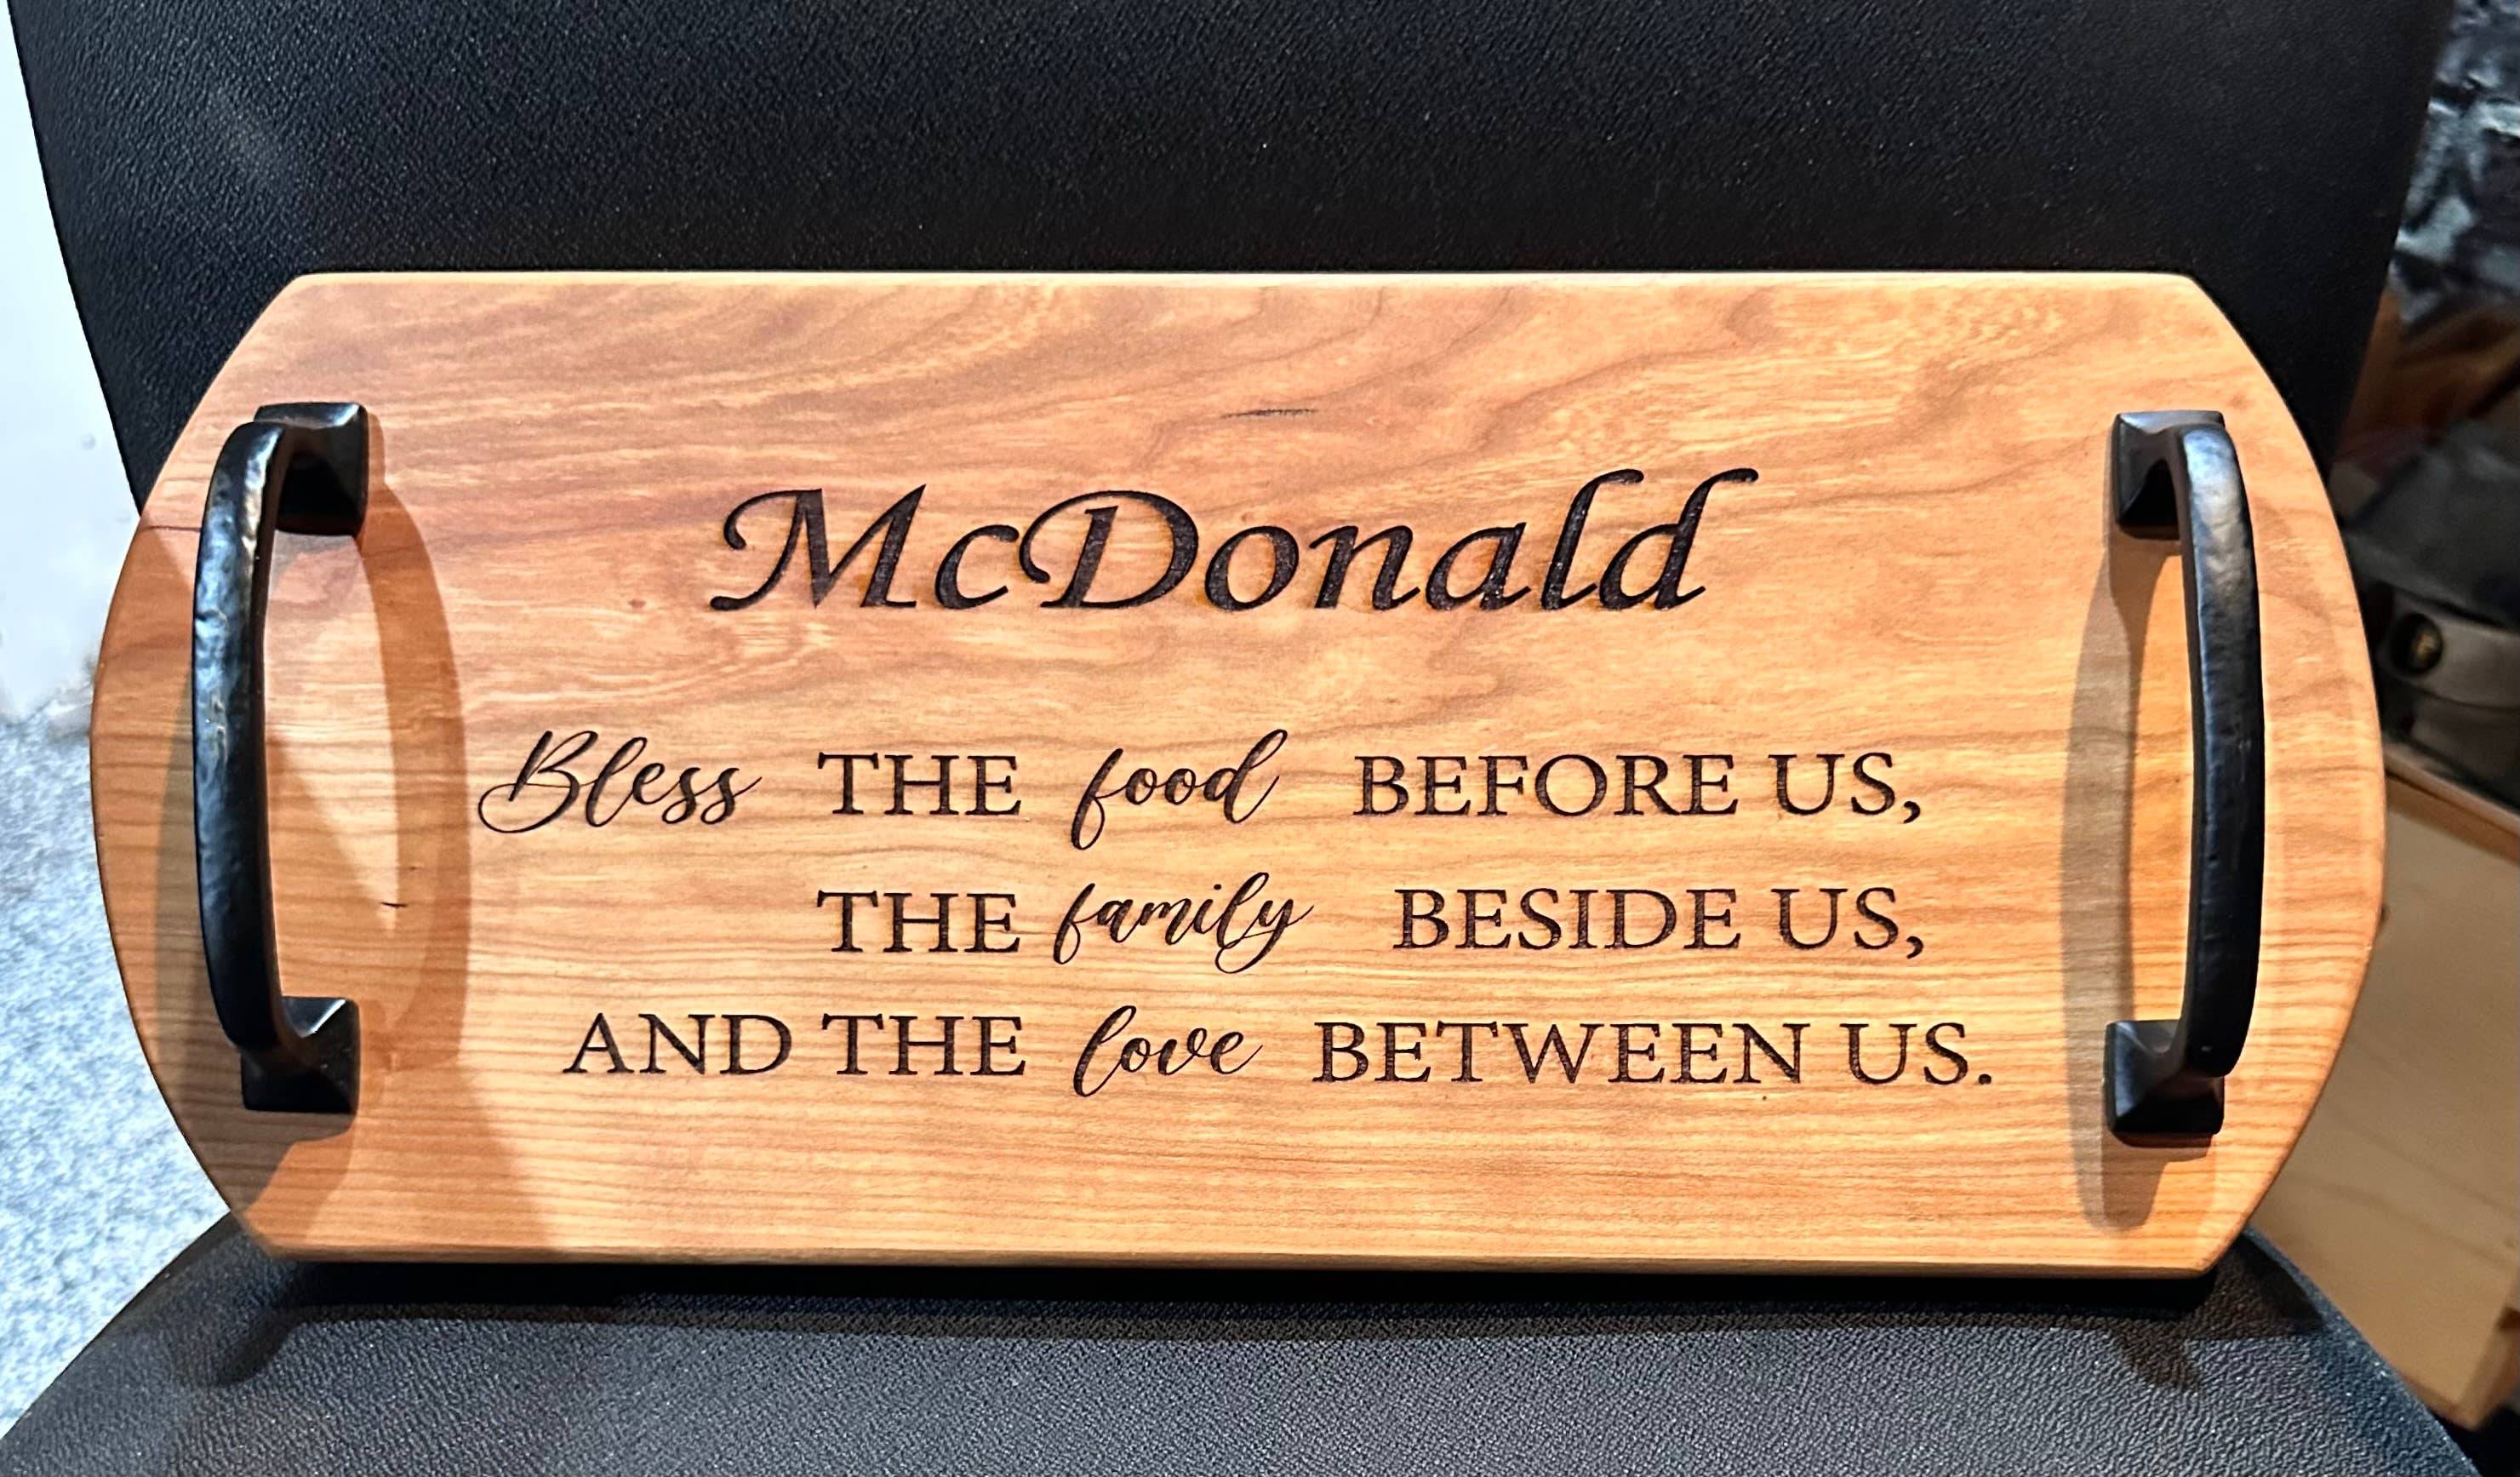 McDonald
Bless THE food BEFORE US,
THE family BESIDE US,
AND THE love BETWEEN US.